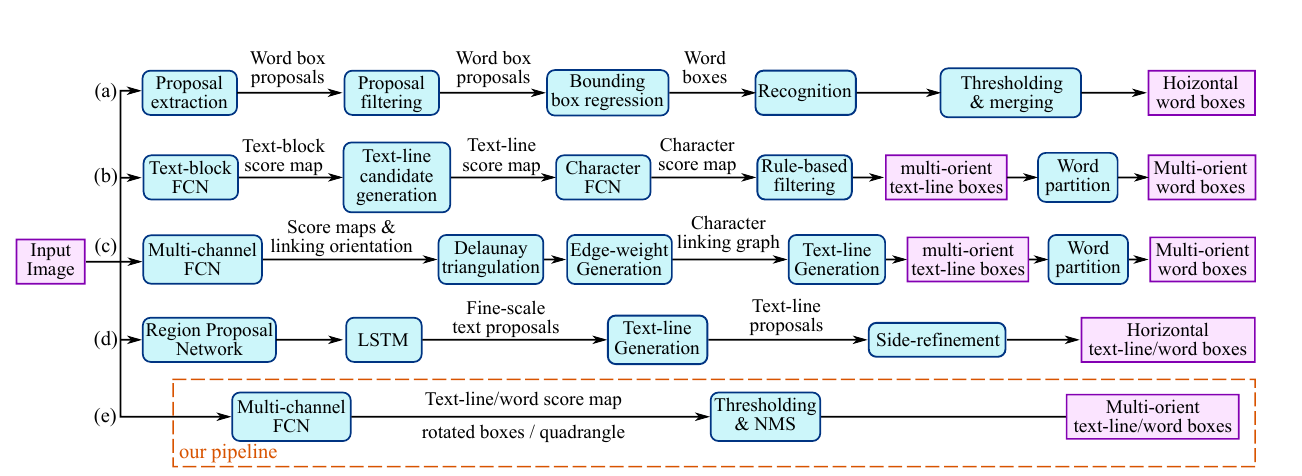 Word box
proposals
Word box
proposals
Word
boxes
(a)
Proposal
extraction
Proposal
filtering
Bounding
box regression
Recognition
Thresholding
& merging
Hoizontal
word boxes
Text-block
score map
Text-line
score map
Character
score map
(b)
Text-block
FCN
Text-line
candidate
generation
Character
FCN
Rule-based
filtering
multi-orient
text-line boxes
Word
partition
Multi-orient
word boxes
Input
Image
Score maps &
linking orientation
Character
linking graph
(c)
Multi-channel
FCN
Delaunay
triangulation
Edge-weight
Generation
Text-line
Generation
multi-orient
text-line boxes
Word
partition
Multi-orient
word boxes
Fine-scale
text proposals
Text-line
proposals
(d)
Region Proposal
Network
LSTM
Text-line
Generation
Side-refinement
Horizontal
text-line/word boxes
(e)
Multi-channel
FCN
Text-line/word score map
rotated boxes / quadrangle
Thresholding
& NMS
Multi-orient
text-line/word boxes
our pipeline